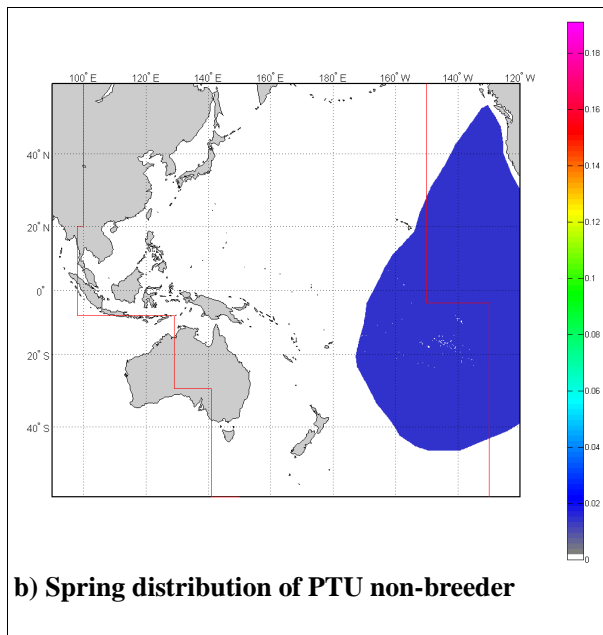 100° E 120° E 140° E 160° E 180° E 160° W 140° W 120° W
40° N
20° N
0°
20° S
40° S
0.18
0.16
0.14
0.12
0.1
0.08
0.06
0.04
0.02
0
b) Spring distribution of PTU non-breeder